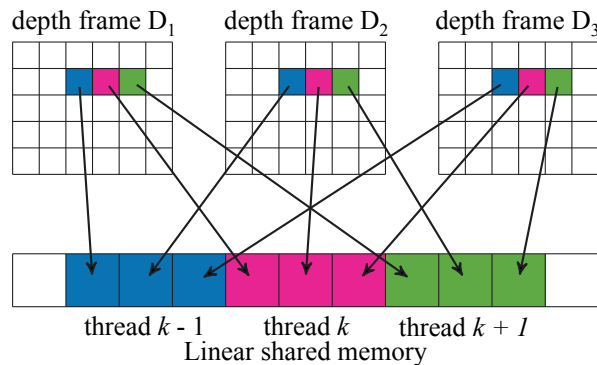 depth frame D1 depth frame D2 depth frame D3
thread k - 1 thread k thread k + 1
Linear shared memory